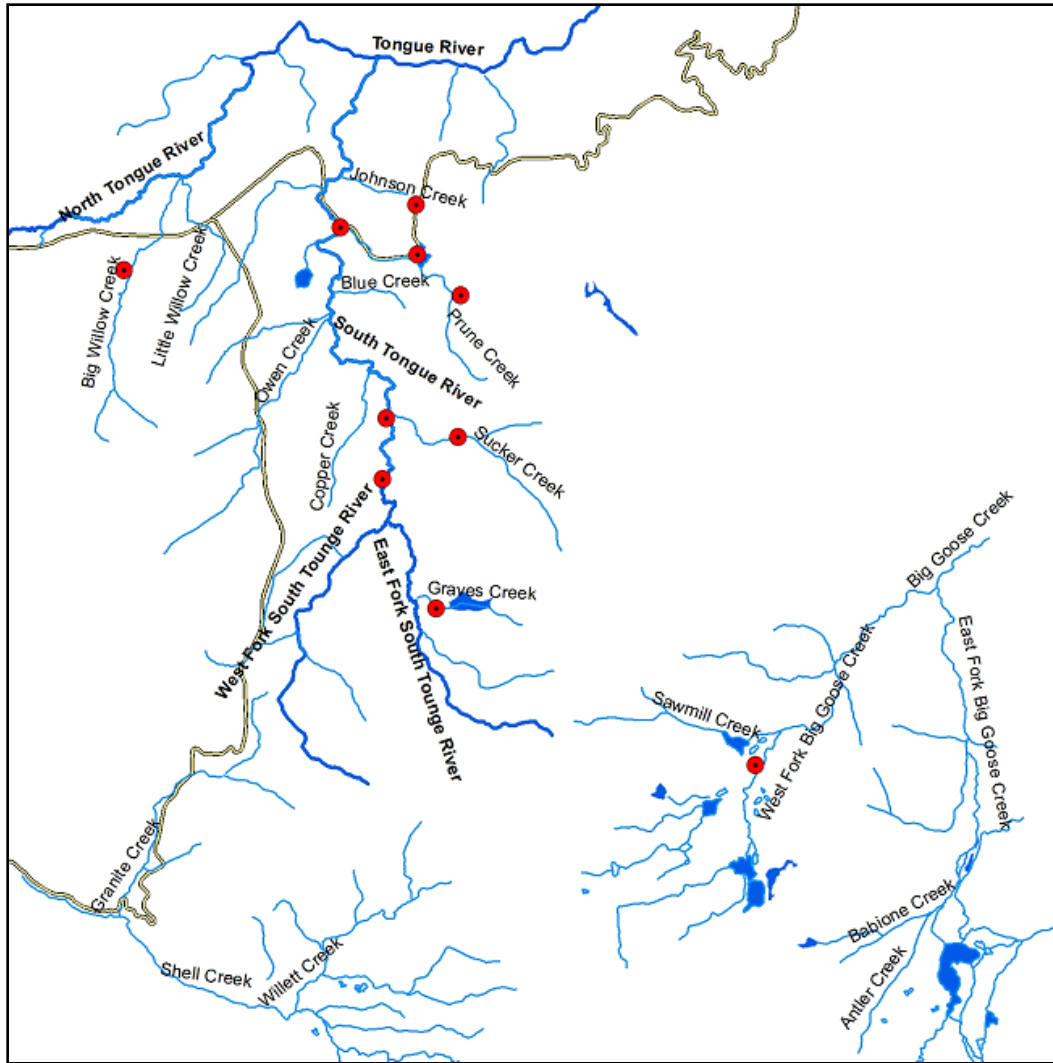 Tongue River
North Tongue River
Johnson Creek
Big Willow Creek
Little Willow Creek
Blue Creek
Prune Creek
South Tongue River
Owen Creek
Copper Creek
Sucker Creek
West Fork South Tounge River
East Fork South Tounge River
Graves Creek
Big Goose Creek
East Fork Big Goose Creek
Sawmill Creek
West Fork Big Goose Creek
Granite Creek
Babione Creek
Antler Creek
Shell Creek
Willett Creek